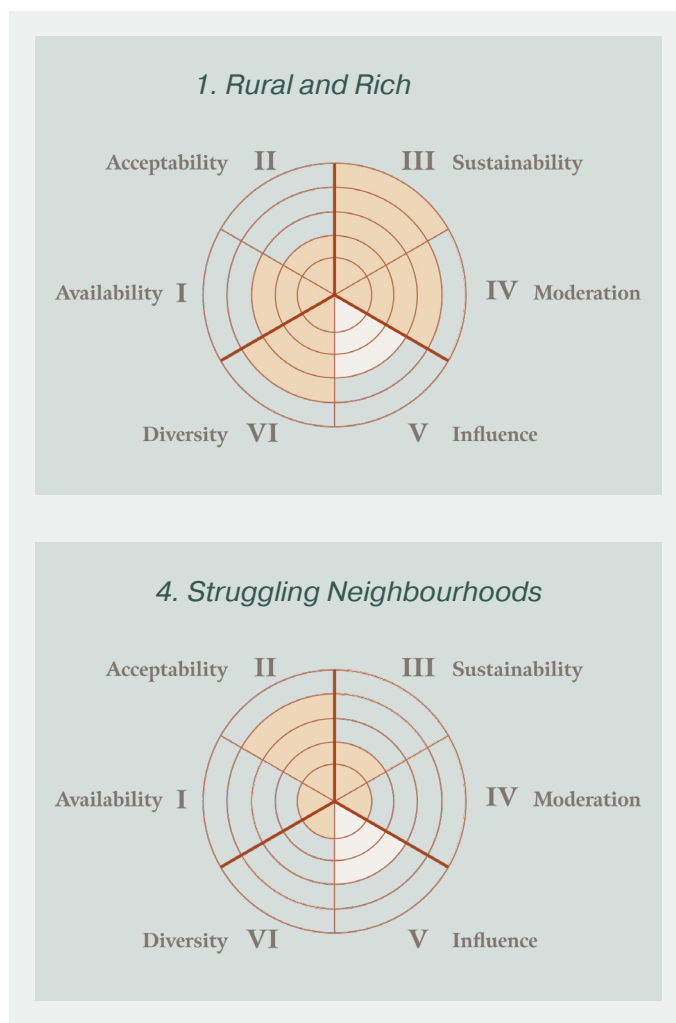 1. Rural and Rich
Acceptability II III Sustainability
Availability I IV Moderation
Diversity VI V Influence
4. Struggling Neighbourhoods
Acceptability II III Sustainability
Availability I IV Moderation
Diversity VI V Influence